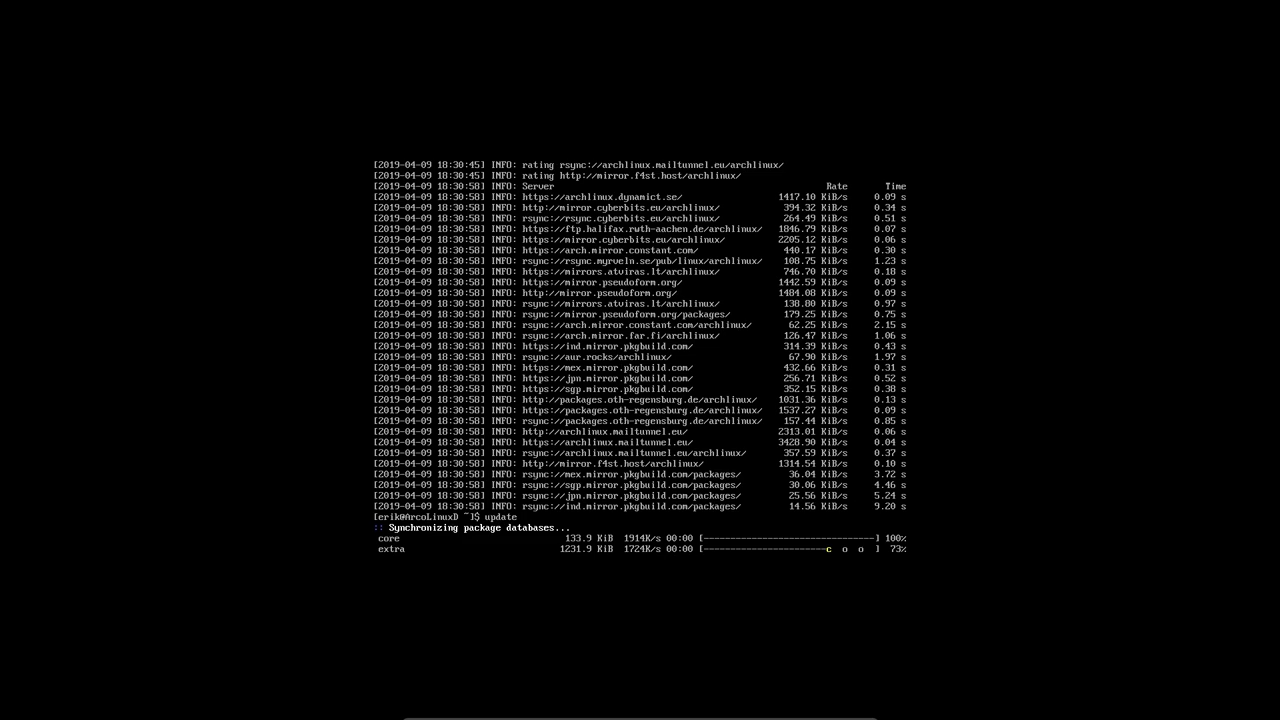 [2019-04-09 18:30:45] INFO: rating rsync://archlinux.mailtunnel.eu/archlinux/
[2019-04-09 18:30:45] INFO: rating http://mirror.f4st.host/archlinux/
[2019-04-09 18:30:58] INFO: Server Rate Time
[2019-04-09 18:30:58] INFO: https://archlinux.dynamict.se/ 1417.10 KiB/s 0.09 s
[2019-04-09 18:30:58] INFO: http://mirror.cyberbits.eu/archlinux/ 394.32 KiB/s 0.34 s
[2019-04-09 18:30:58] INFO: rsync://rsync.cyberbits.eu/archlinux/ 264.49 KiB/s 0.51 s
[2019-04-09 18:30:58] INFO: https://ftp.halifax.rwth-aachen.de/archlinux/ 1846.79 KiB/s 0.07 s
[2019-04-09 18:30:58] INFO: https://mirror.cyberbits.eu/archlinux/ 2205.12 KiB/s 0.06 s
[2019-04-09 18:30:58] INFO: https://arch.mirror.constant.com/ 440.17 KiB/s 0.30 s
[2019-04-09 18:30:58] INFO: rsync://rsync.myrveln.se/pub/linux/archlinux/ 108.75 KiB/s 1.23 s
[2019-04-09 18:30:58] INFO: https://mirrors.atviras.lt/archlinux/ 746.70 KiB/s 0.18 s
[2019-04-09 18:30:58] INFO: https://mirror.pseudoform.org/ 1442.59 KiB/s 0.09 s
[2019-04-09 18:30:58] INFO: http://mirror.pseudoform.org/ 1484.08 KiB/s 0.09 s
[2019-04-09 18:30:58] INFO: rsync://mirrors.atviras.lt/archlinux/ 138.80 KiB/s 0.97 s
[2019-04-09 18:30:58] INFO: rsync://mirror.pseudoform.org/packages/ 179.25 KiB/s 0.75 s
[2019-04-09 18:30:58] INFO: rsync://arch.mirror.constant.com/archlinux/ 62.25 KiB/s 2.15 s
[2019-04-09 18:30:58] INFO: rsync://arch.mirror.far.fi/archlinux/ 126.47 KiB/s 1.06 s
[2019-04-09 18:30:58] INFO: https://ind.mirror.pkgbuild.com/ 314.39 KiB/s 0.43 s
[2019-04-09 18:30:58] INFO: rsync://aur.rocks/archlinux/ 67.90 KiB/s 1.97 s
[2019-04-09 18:30:58] INFO: https://mex.mirror.pkgbuild.com/ 432.66 KiB/s 0.31 s
[2019-04-09 18:30:58] INFO: https://jpn.mirror.pkgbuild.com/ 256.71 KiB/s 0.52 s
[2019-04-09 18:30:58] INFO: https://sgp.mirror.pkgbuild.com/ 352.15 KiB/s 0.38 s
[2019-04-09 18:30:58] INFO: http://packages.oth-regensburg.de/archlinux/ 1031.36 KiB/s 0.13 s
[2019-04-09 18:30:58] INFO: https://packages.oth-regensburg.de/archlinux/ 1537.27 KiB/s 0.09 s
[2019-04-09 18:30:58] INFO: rsync://packages.oth-regensburg.de/archlinux/ 157.44 KiB/s 0.85 s
[2019-04-09 18:30:58] INFO: http://archlinux.mailtunnel.eu/ 2313.01 KiB/s 0.06 s
[2019-04-09 18:30:58] INFO: https://archlinux.mailtunnel.eu/ 3428.90 KiB/s 0.04 s
[2019-04-09 18:30:58] INFO: rsync://archlinux.mailtunnel.eu/archlinux/ 357.59 KiB/s 0.37 s
[2019-04-09 18:30:58] INFO: http://mirror.f4st.host/archlinux/ 1314.54 KiB/s 0.10 s
[2019-04-09 18:30:58] INFO: rsync://mex.mirror.pkgbuild.com/packages/ 36.04 KiB/s 3.72 s
[2019-04-09 18:30:58] INFO: rsync://sgp.mirror.pkgbuild.com/packages/ 30.06 KiB/s 4.46 s
[2019-04-09 18:30:58] INFO: rsync://jpn.mirror.pkgbuild.com/packages/ 25.56 KiB/s 5.24 s
[2019-04-09 18:30:58] INFO: rsync://ind.mirror.pkgbuild.com/packages/ 14.56 KiB/s 9.20 s
[erik@ArcoLinuxD ~]$ update
:: Synchronizing package databases...
core 133.9 KiB 1914K/s 00:00 [--------------------------------] 100%
extra 1231.9 KiB 1724K/s 00:00 [-----------------------c o o ] 73%